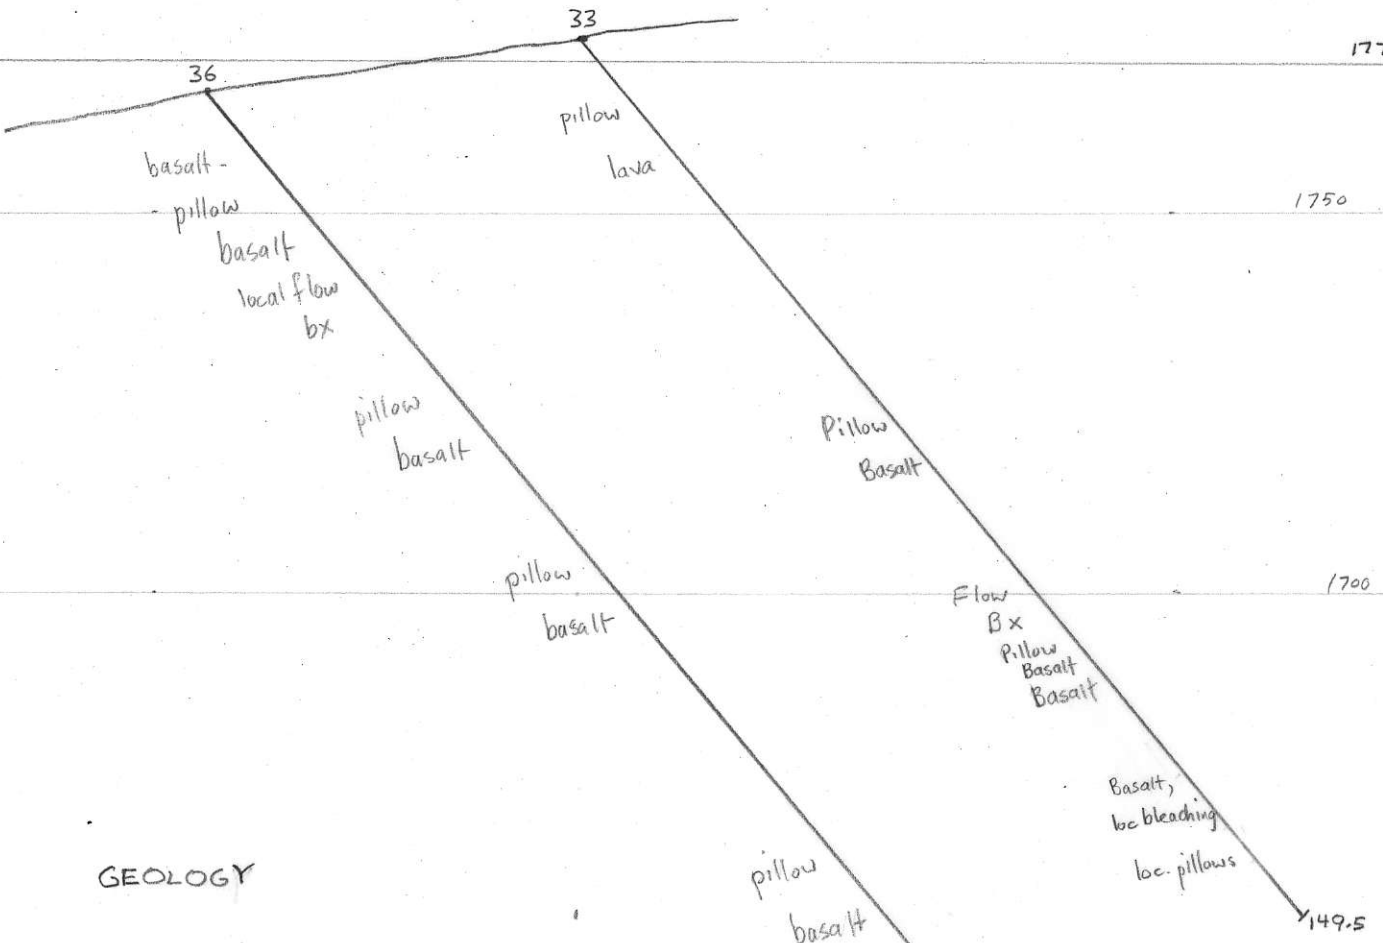 33
177
36
pillow
lava
basalt -
- pillow
basalt
local flow
bx
1750
pillow
basalt
Pillow
Basalt
pillow
basalt
Flow
Bx
Pillow
Basalt
Basalt
1700
Basalt,
loc bleaching
loc. pillows
149.5
GEOLOGY
pillow
basalt